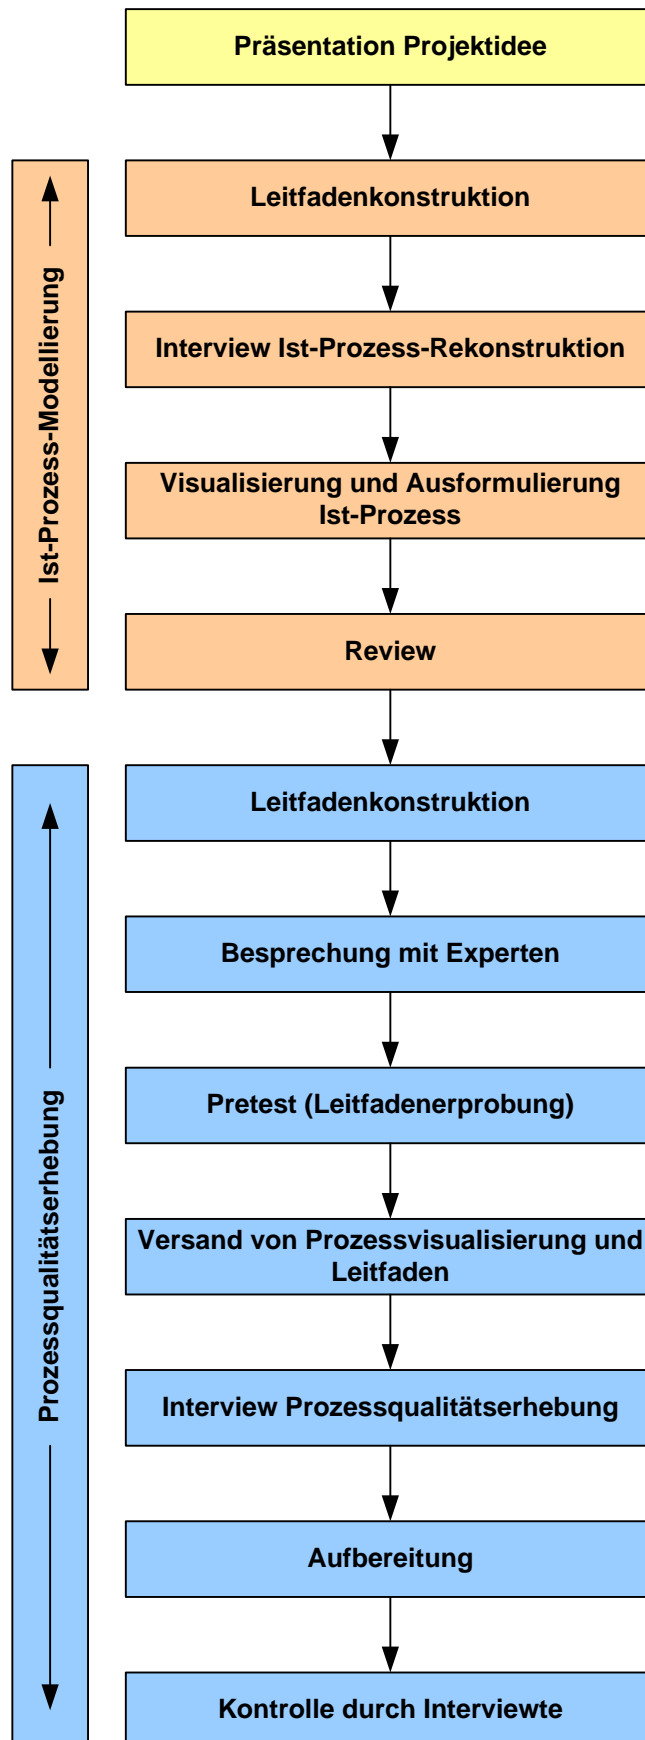 Präsentation Projektidee
Ist-Prozess-Modellierung
Leitfadenkonstruktion
Interview Ist-Prozess-Rekonstruktion
Visualisierung und Ausformulierung
Ist-Prozess
Review
Prozessqualitätserhebung
Leitfadenkonstruktion
Besprechung mit Experten
Pretest (Leitfadenerprobung)
Versand von Prozessvisualisierung und
Leitfaden
Interview Prozessqualitätserhebung
Aufbereitung
Kontrolle durch Interviewte